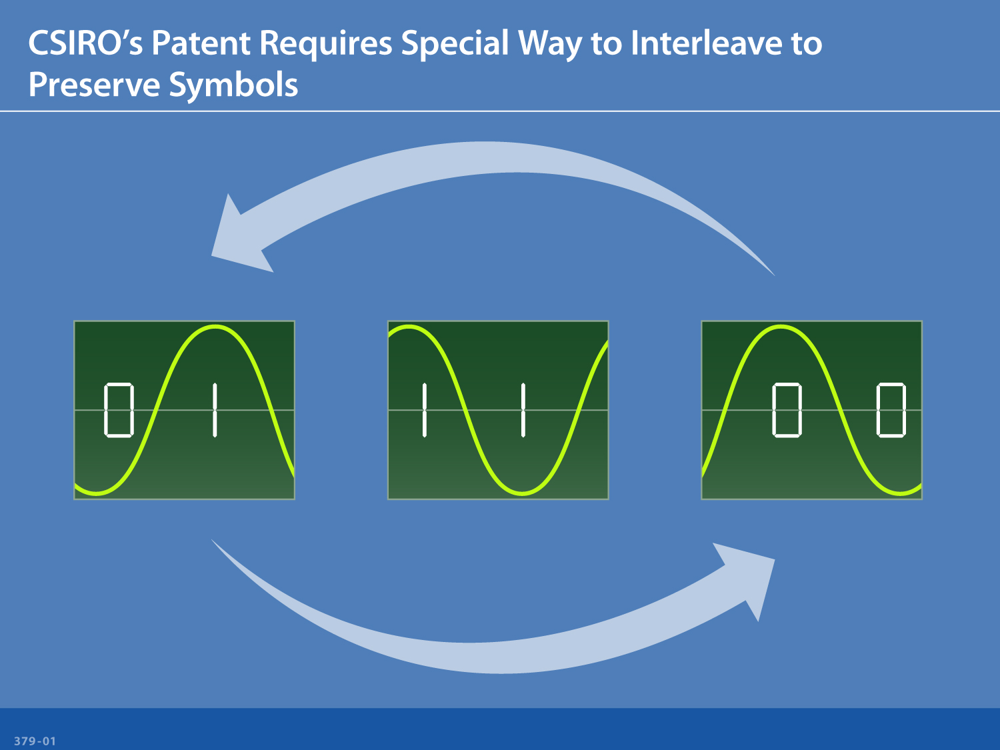 CSIRO’s Patent Requires Special Way to Interleave to
Preserve Symbols
0 1 1 1 0 0
379-01